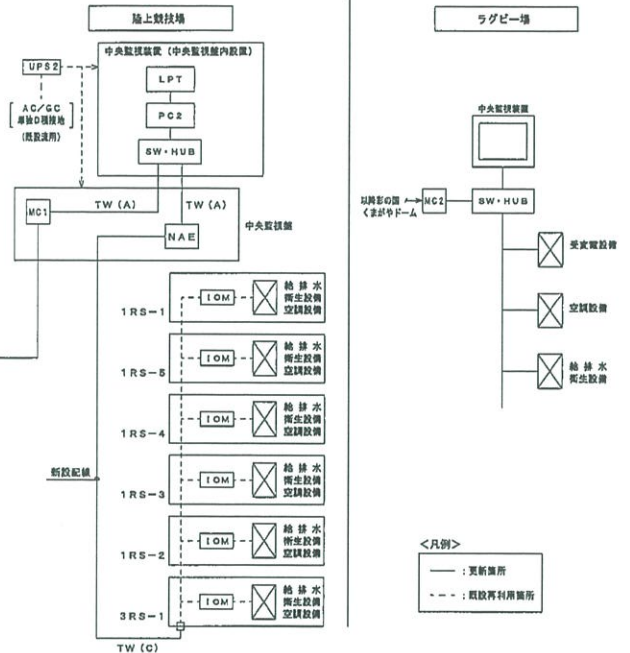 陸上競技場
中央監視装置（中央監視盤内設置）
UPS2
LPT
AC/GC
単独D種接地
(既設流用)
PC2
SW・HUB
MC1
TW (A)
TW (A)
NAE
中央監視盤
1RS-1
IOM
給排水
衛生設備
空調設備
1RS-5
IOM
給排水
衛生設備
空調設備
1RS-4
IOM
給排水
衛生設備
空調設備
1RS-3
IOM
給排水
衛生設備
空調設備
新設配線
1RS-2
IOM
給排水
衛生設備
空調設備
3RS-1
IOM
給排水
衛生設備
空調設備
TW (C)
ラグビー場
中央監視装置
以降彩の国
くまがやドーム
MC2
SW・HUB
受変電設備
空調設備
給排水
衛生設備
<凡例>
：更新箇所
：既設再利用箇所